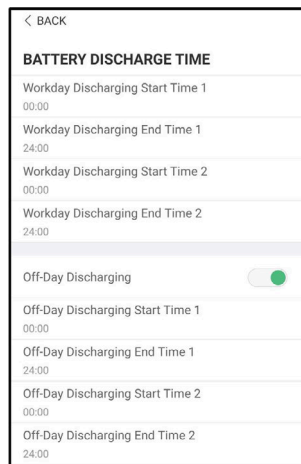 < BACK
BATTERY DISCHARGE TIME
Workday Discharging Start Time 1
00:00
Workday Discharging End Time 1
24:00
Workday Discharging Start Time 2
00:00
Workday Discharging End Time 2
24:00
Off-Day Discharging
Off-Day Discharging Start Time 1
00:00
Off-Day Discharging End Time 1
24:00
Off-Day Discharging Start Time 2
00:00
Off-Day Discharging End Time 2
24:00